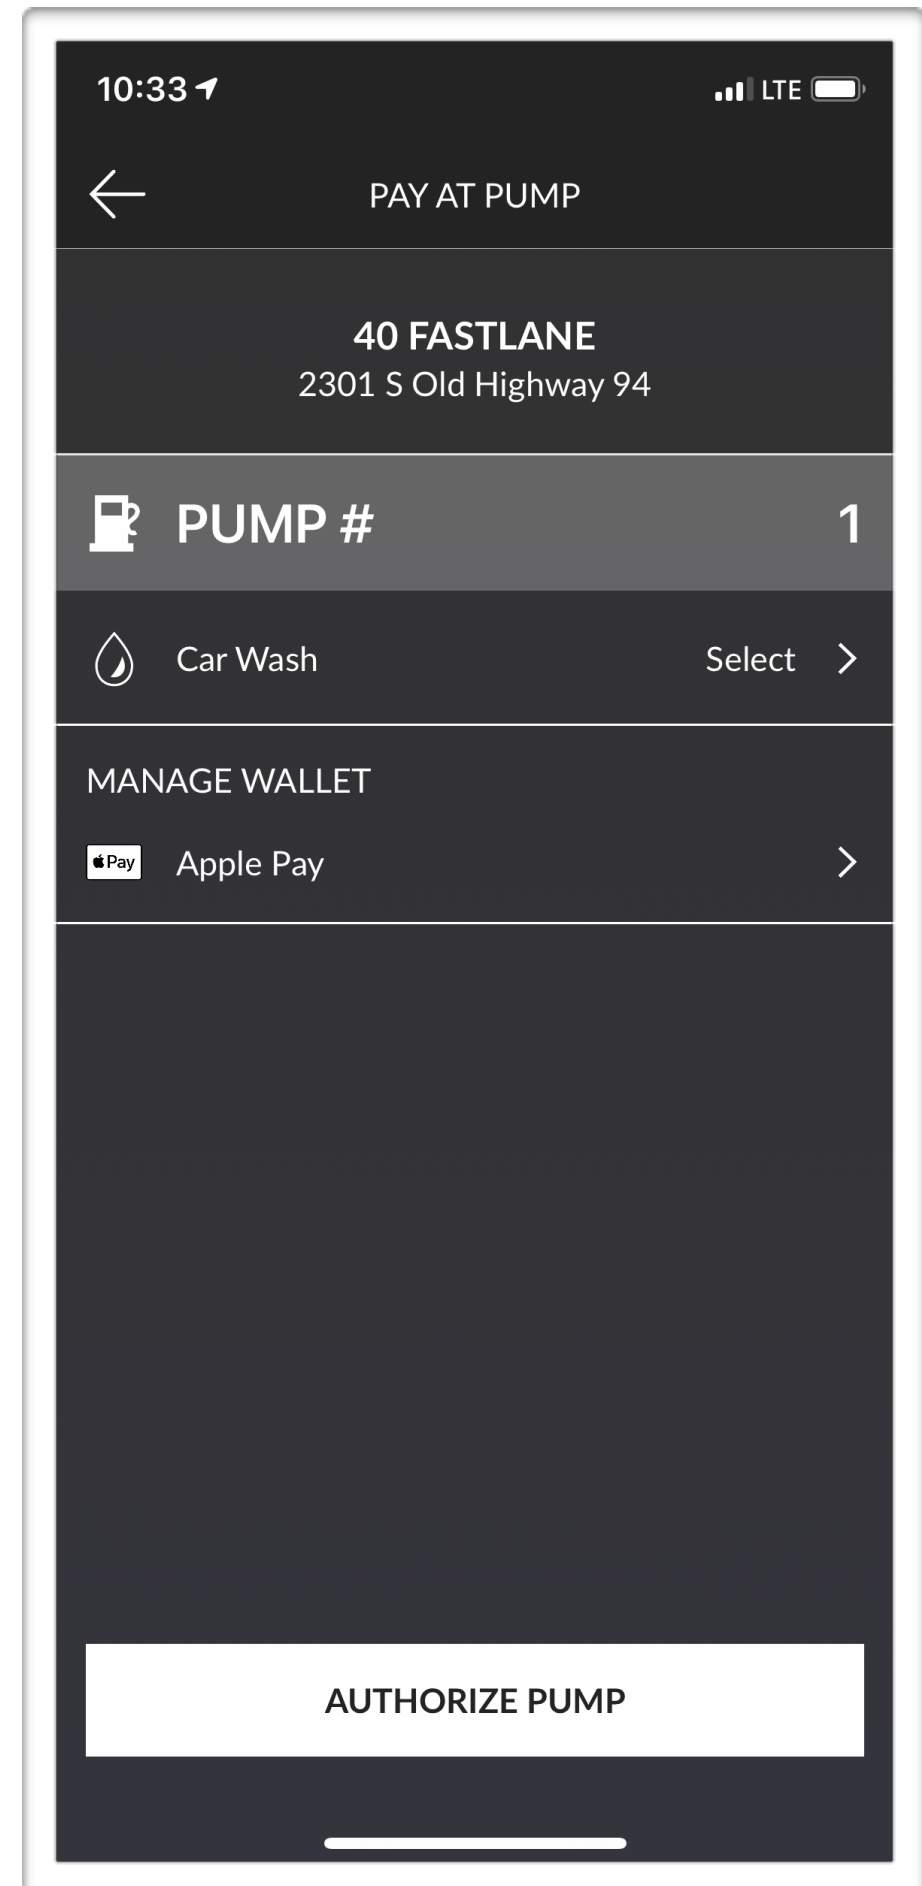 10:33 LTE
PAY AT PUMP
40 FASTLANE
2301 S Old Highway 94
PUMP # 1
Car Wash Select
MANAGE WALLET
Pay Apple Pay
AUTHORIZE PUMP